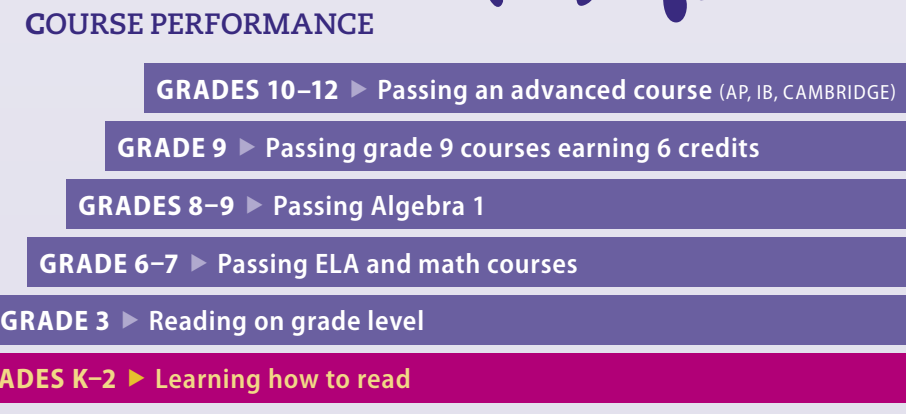 COURSE PERFORMANCE
GRADES 10–12 ▶ Passing an advanced course (AP, IB, CAMBRIDGE)
GRADE 9 ▶ Passing grade 9 courses earning 6 credits
GRADES 8–9 ▶ Passing Algebra 1
GRADE 6–7 ▶ Passing ELA and math courses
GRADE 3 ▶ Reading on grade level
ADES K–2 ▶ Learning how to read